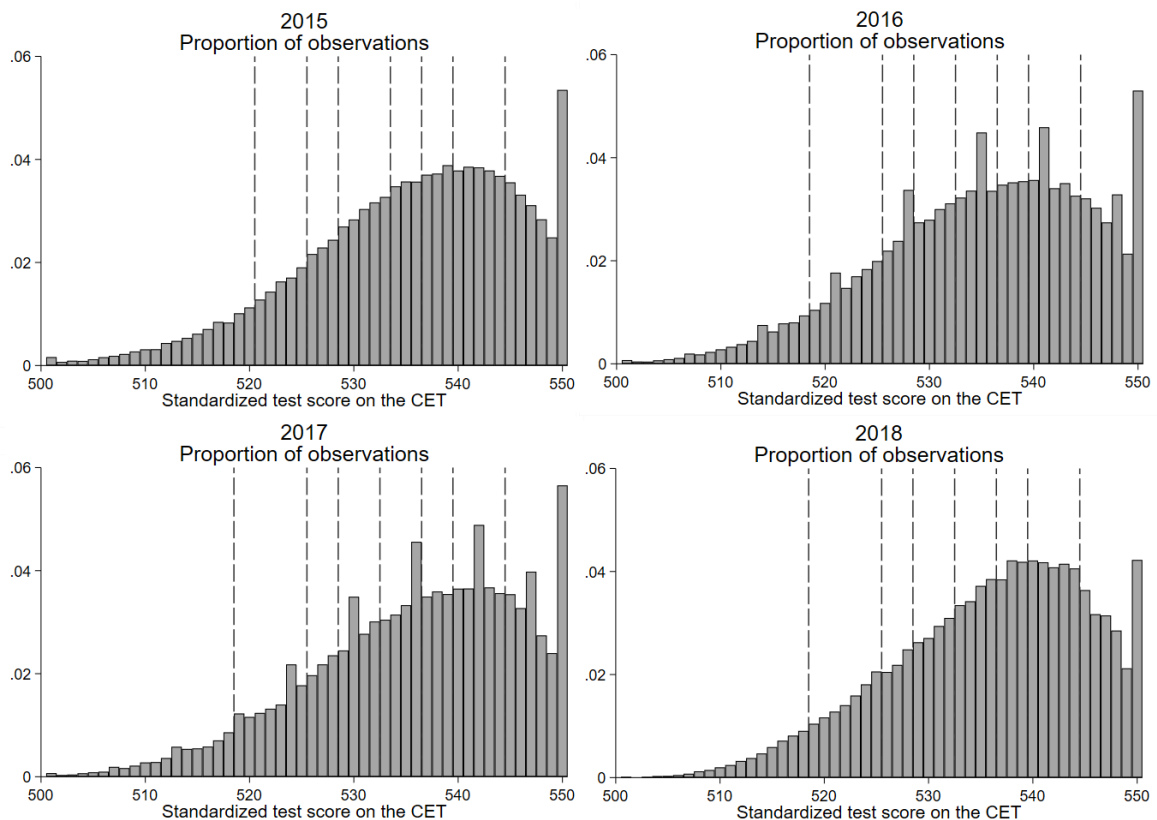 2015
Proportion of observations
.06
.04
.02
0
500 510 520 530 540 550
Standardized test score on the CET
2016
Proportion of observations
.06
.04
.02
0
500 510 520 530 540 550
Standardized test score on the CET
2017
Proportion of observations
.06
.04
.02
0
500 510 520 530 540 550
Standardized test score on the CET
2018
Proportion of observations
.06
.04
.02
0
500 510 520 530 540 550
Standardized test score on the CET